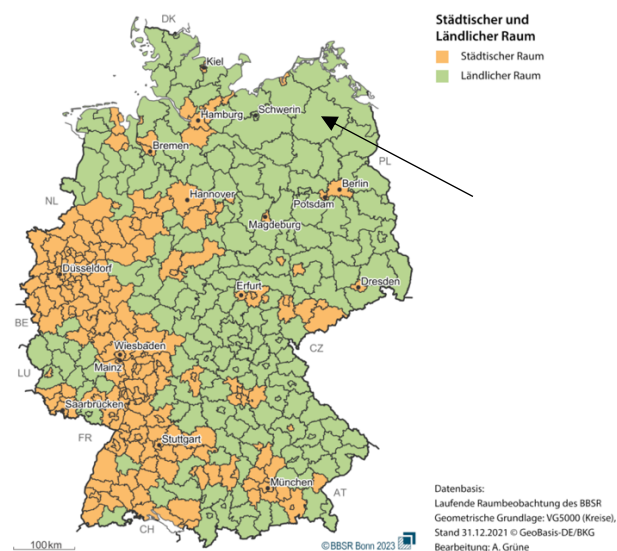 Städtischer und
Ländlicher Raum
Städtischer Raum
Ländlicher Raum
DK
Kiel
Schwerin
Hamburg
Bremen
PL
Berlin
NL
Hannover
Potsdam
Magdeburg
Düsseldorf
Dresden
Erfurt
BE
CZ
Wiesbaden
LU
Mainz
Saarbrücken
FR
Stuttgart
München
AT
CH
100 km
© BBSR Bonn 2023
Datenbasis:
Laufende Raumbeobachtung des BBSR
Geometrische Grundlage: VG5000 (Kreise),
Stand 31.12.2021 © GeoBasis-DE/BKG
Bearbeitung: A. Grüne